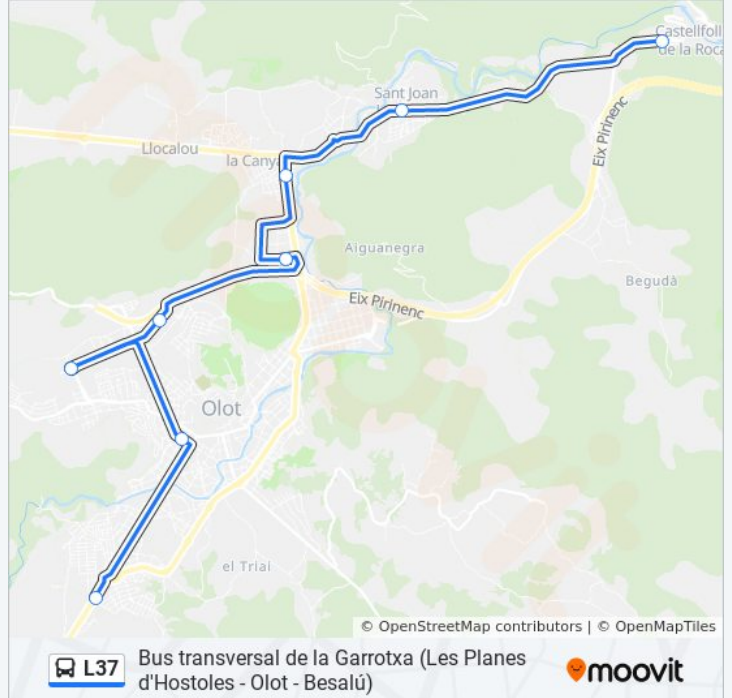 Castellfoll
de la Roca
Sant Joan
Eix Pirinenc
Llocalou
la Canya
Aiguanegra
Begudà
Eix Pirinenc
Olot
el Triai
© OpenStreetMap contributors | © OpenMapTiles
L37
Bus transversal de la Garrotxa (Les Planes
d'Hostoles - Olot - Besalú)
moovit